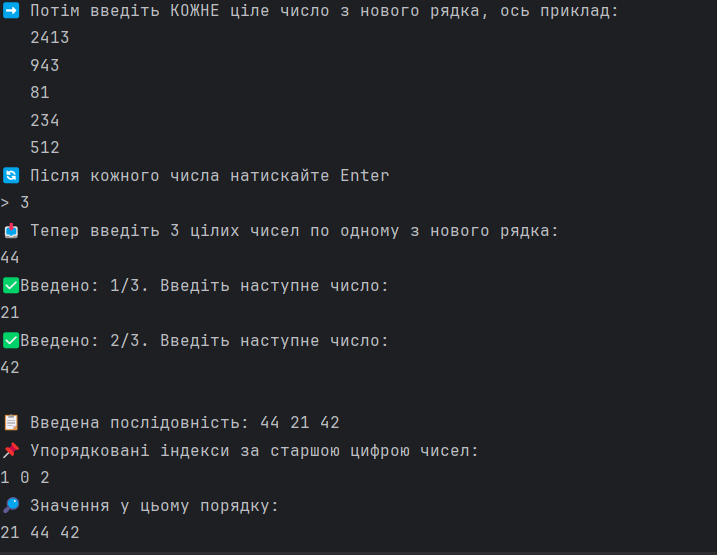 ➡️ Потім введіть КОЖНЕ ціле число з нового рядка, ось приклад:
2413
943
81
234
512
🔄 Після кожного числа натискайте Enter
> 3
📥 Тепер введіть 3 цілих чисел по одному з нового рядка:
44
✅Введено: 1/3. Введіть наступне число:
21
✅Введено: 2/3. Введіть наступне число:
42
📋 Введена послідовність: 44 21 42
📌 Упорядковані індекси за старшою цифрою чисел:
1 0 2
🔎 Значення у цьому порядку:
21 44 42